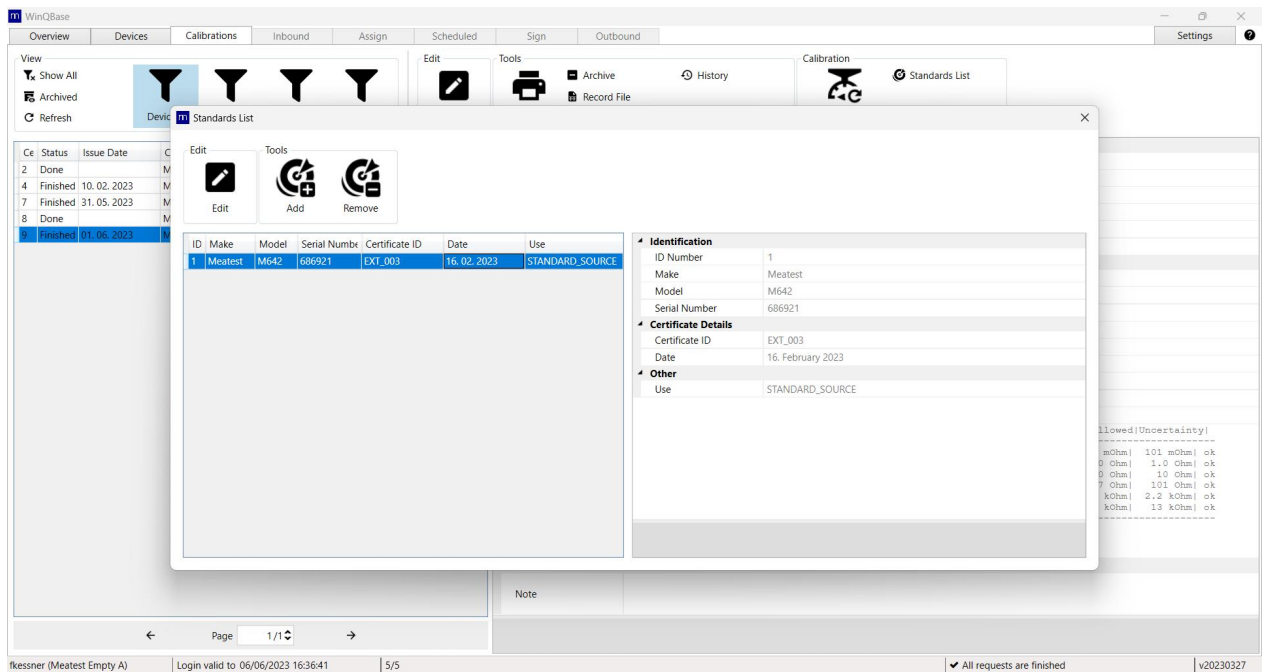 WinQBase
Overview Devices Calibrations Inbound Assign Scheduled Sign Outbound Settings
View Edit Tools Calibration
Show All Archive History Standards List
Archived Record File
Refresh
Standards List
Edit Tools
Edit Add Remove
Ce Status Issue Date
2 Done
4 Finished 10. 02. 2023
7 Finished 31. 05. 2023
8 Done
9 Finished 01. 06. 2023
ID Make Model Serial Numbe Certificate ID Date Use
1 Meatest M642 686921 EXT_003 16. 02. 2023 STANDARD_SOURCE
Identification
ID Number 1
Make Meatest
Model M642
Serial Number 686921
Certificate Details
Certificate ID EXT_003
Date 16. February 2023
Other
Use STANDARD_SOURCE
llowed|Uncertainty|
mOhm| 101 mOhm| ok
Ohm| 1.0 Ohm| ok
Ohm| 10 Ohm| ok
Ohm| 101 Ohm| ok
kOhm| 2.2 kOhm| ok
kOhm| 13 kOhm| ok
Note
Page 1/1
fkessner (Meatest Empty A) Login valid to 06/06/2023 16:36:41 5/5 All requests are finished v20230327